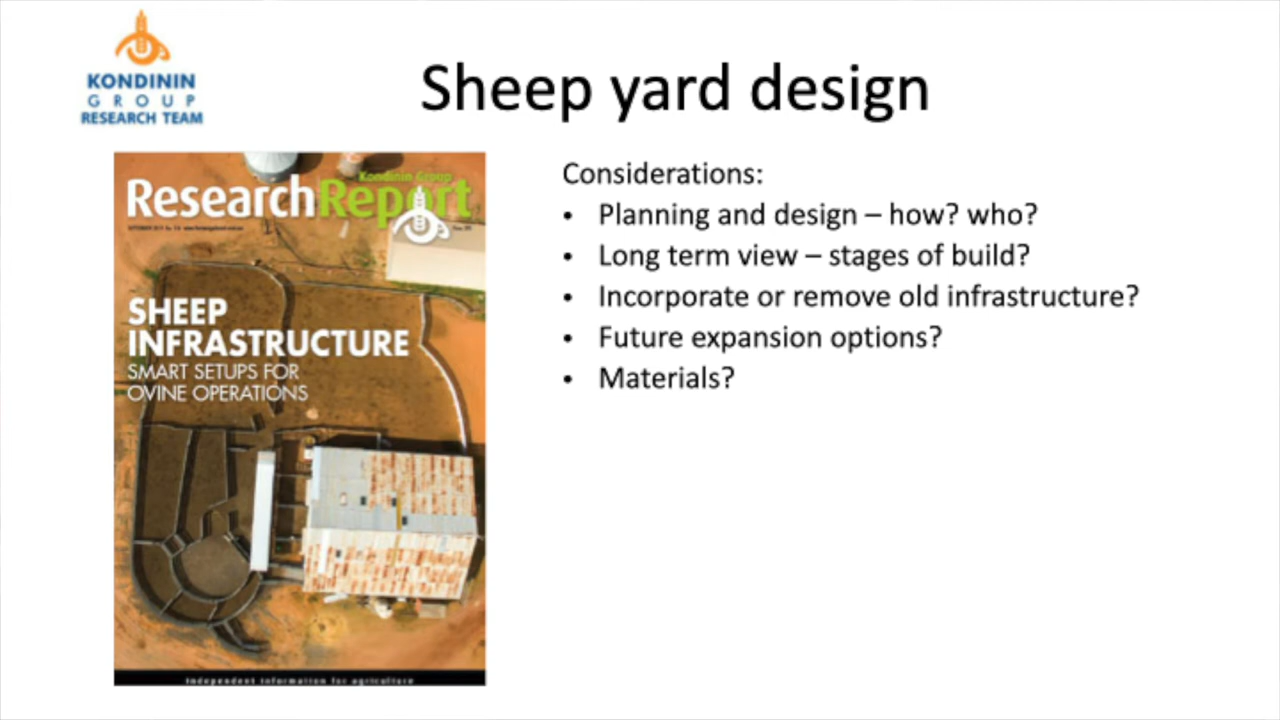 KONDININ
GROUP
RESEARCH TEAM
Sheep yard design
Kondinin Group
ResearchReport
SHEEP
INFRASTRUCTURE
SMART SETUPS FOR
OVINE OPERATIONS
Independent information for agriculture
Considerations:
• Planning and design – how? who?
• Long term view – stages of build?
• Incorporate or remove old infrastructure?
• Future expansion options?
• Materials?